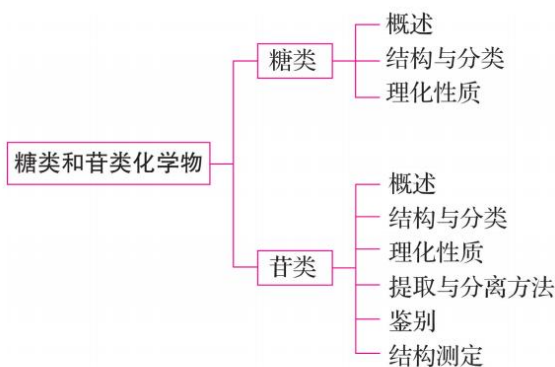 糖类和苷类化学物
糖类
概述
结构与分类
理化性质
苷类
概述
结构与分类
理化性质
提取与分离方法
鉴别
结构测定